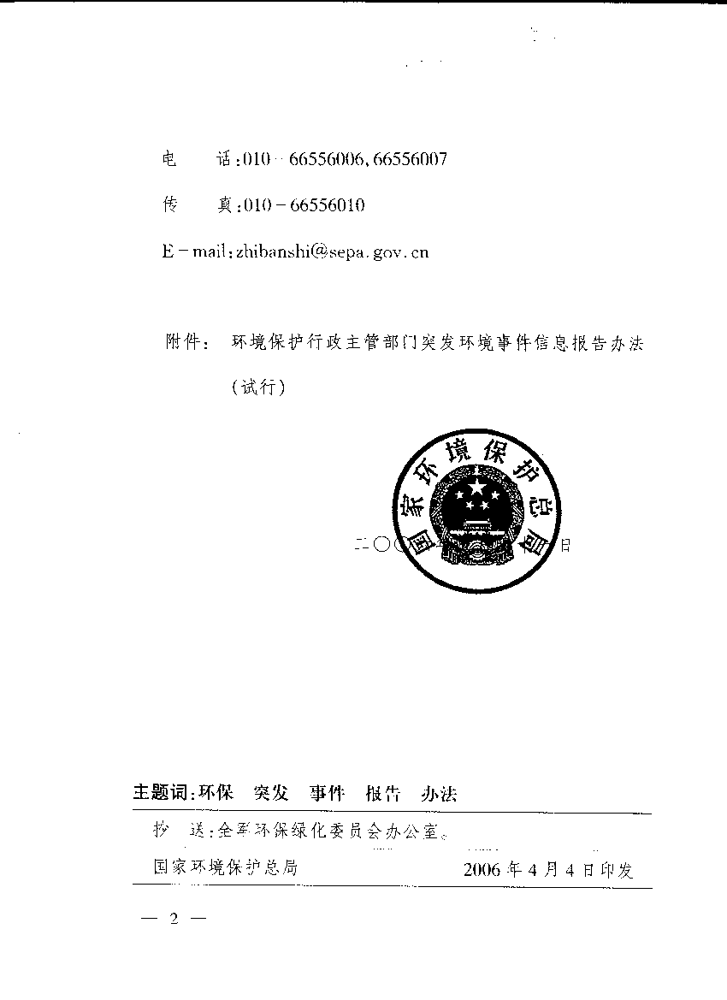 电　　话:010-66556006,66556007
传　　真:010-66556010
E-mail:zhibanshi@sepa.gov.cn
附件:　环境保护行政主管部门突发环境事件信息报告办法
(试行)
国家环境保护总局
二〇〇 日
主题词:环保　突发　事件　报告　办法
抄　送:全军环保绿化委员会办公室。
国家环境保护总局　2006年4月4日印发
— 2 —